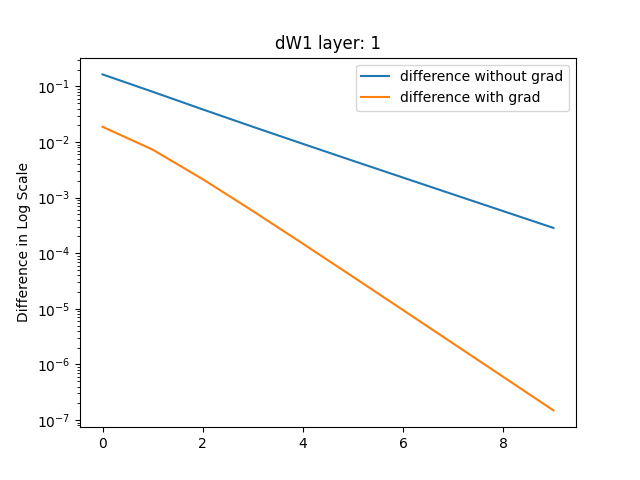 dW1 layer: 1
difference without grad
difference with grad
Difference in Log Scale
10⁻¹
10⁻²
10⁻³
10⁻⁴
10⁻⁵
10⁻⁶
10⁻⁷
0 2 4 6 8